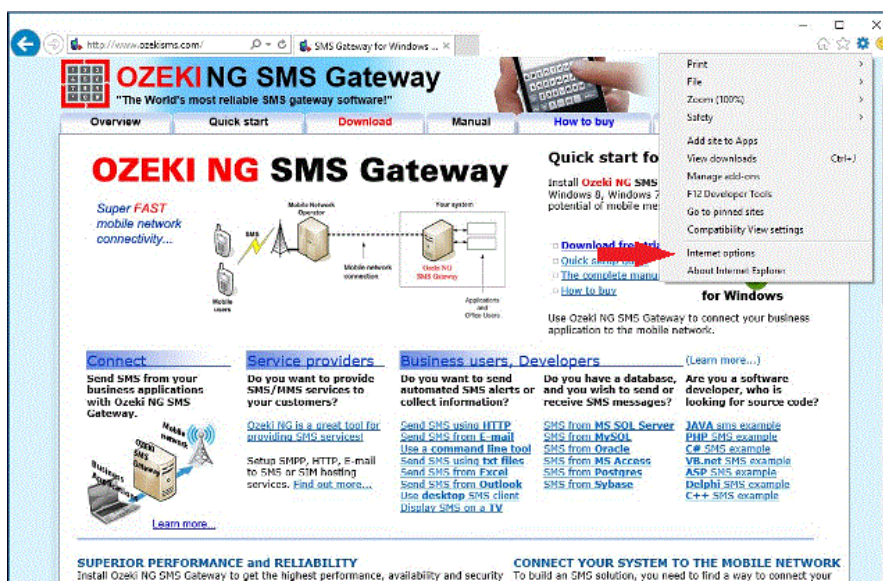 http://www.ozekisms.com/
SMS Gateway for Windows ...
OZEKI NG SMS Gateway
"The World's most reliable SMS gateway software!"
Overview
Quick start
Download
Manual
How to buy
Print
File
Zoom (100%)
Safety
Add site to Apps
View downloads Ctrl+J
Manage add-ons
F12 Developer Tools
Go to pinned sites
Compatibility View settings
Internet options
About Internet Explorer
OZEKI NG SMS Gateway
Super FAST
mobile network
connectivity...
SMS
Mobile Network
Operator
Your system
Mobile network
connection
Ozeki NG
SMS Gateway
Mobile
users
Applications
and
Office Users
Quick start fo
Install Ozeki NG SMS
Windows 8, Windows 7
potential of mobile me
Download free tria
Quick
The complete manu
How to buy
for Windows
Use Ozeki NG SMS Gateway to connect your business
application to the mobile network.
Connect
Send SMS from your
business applications
with Ozeki NG SMS
Gateway.
Mobile
network
OZEKI
SMS
Gateway
Business
Applications
Learn more...
Service providers
Do you want to provide
SMS/MMS services to
your customers?
Ozeki NG is a great tool for
providing SMS services!
Setup SMPP, HTTP, E-mail
to SMS or SIM hosting
services. Find out more...
Business users, Developers
(Learn more...)
Do you want to send
automated SMS alerts or
collect information?
Send SMS using HTTP
Send SMS from E-mail
Use a command line tool
Send SMS using txt files
Send SMS from Excel
Send SMS from Outlook
Use desktop SMS client
Display SMS on a TV
Do you have a database,
and you wish to send or
receive SMS messages?
SMS from MS SQL Server
SMS from MySQL
SMS from Oracle
SMS from MS Access
SMS from Postgres
SMS from Sybase
Are you a software
developer, who is
looking for source code?
JAVA sms example
PHP SMS example
C# SMS example
VB.net SMS example
ASP SMS example
Delphi SMS example
C++ SMS example
SUPERIOR PERFORMANCE and RELIABILITY
Install Ozeki NG SMS Gateway to get the highest performance, availability and security
CONNECT YOUR SYSTEM TO THE MOBILE NETWORK
To build an SMS solution, you need to find a way to connect your